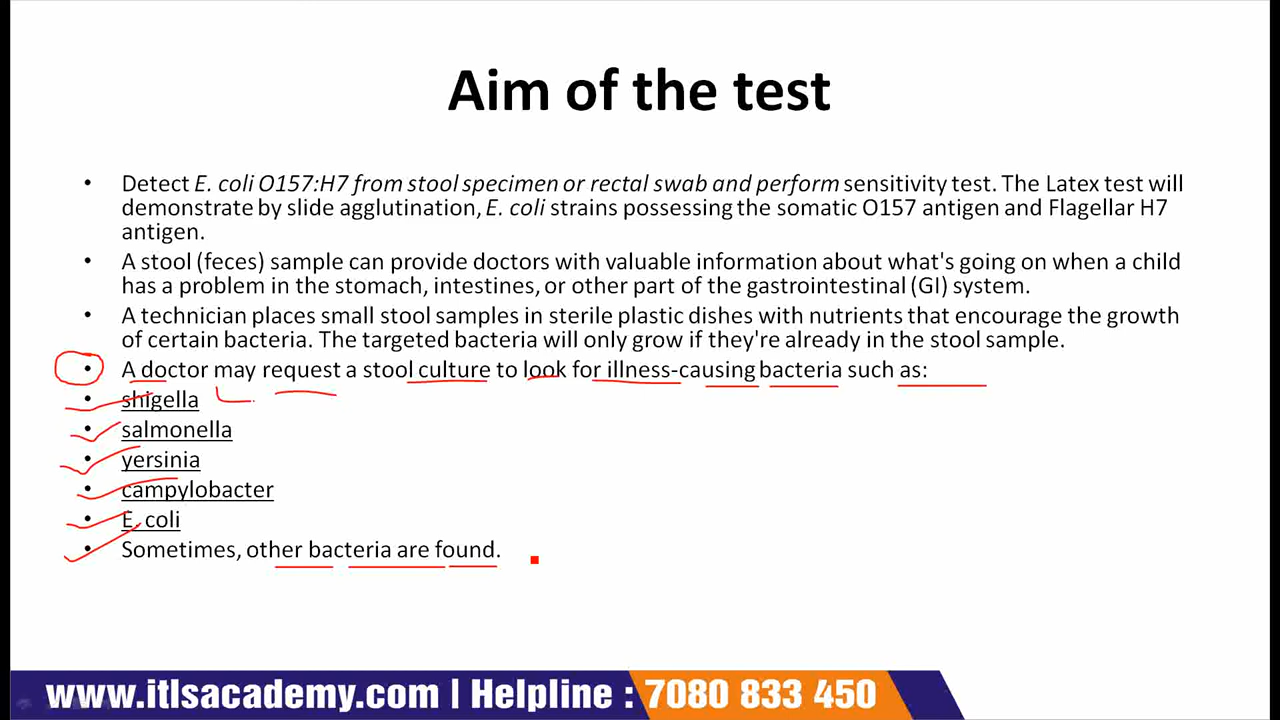 Aim of the test
• Detect E. coli O157:H7 from stool specimen or rectal swab and perform sensitivity test. The Latex test will
demonstrate by slide agglutination, E. coli strains possessing the somatic O157 antigen and Flagellar H7
antigen.
• A stool (feces) sample can provide doctors with valuable information about what's going on when a child
has a problem in the stomach, intestines, or other part of the gastrointestinal (GI) system.
• A technician places small stool samples in sterile plastic dishes with nutrients that encourage the growth
of certain bacteria. The targeted bacteria will only grow if they're already in the stool sample.
• A doctor may request a stool culture to look for illness-causing bacteria such as:
• shigella
• salmonella
• yersinia
• campylobacter
• E. coli
• Sometimes, other bacteria are found.
www.itlsacademy.com | Helpline : 7080 833 450